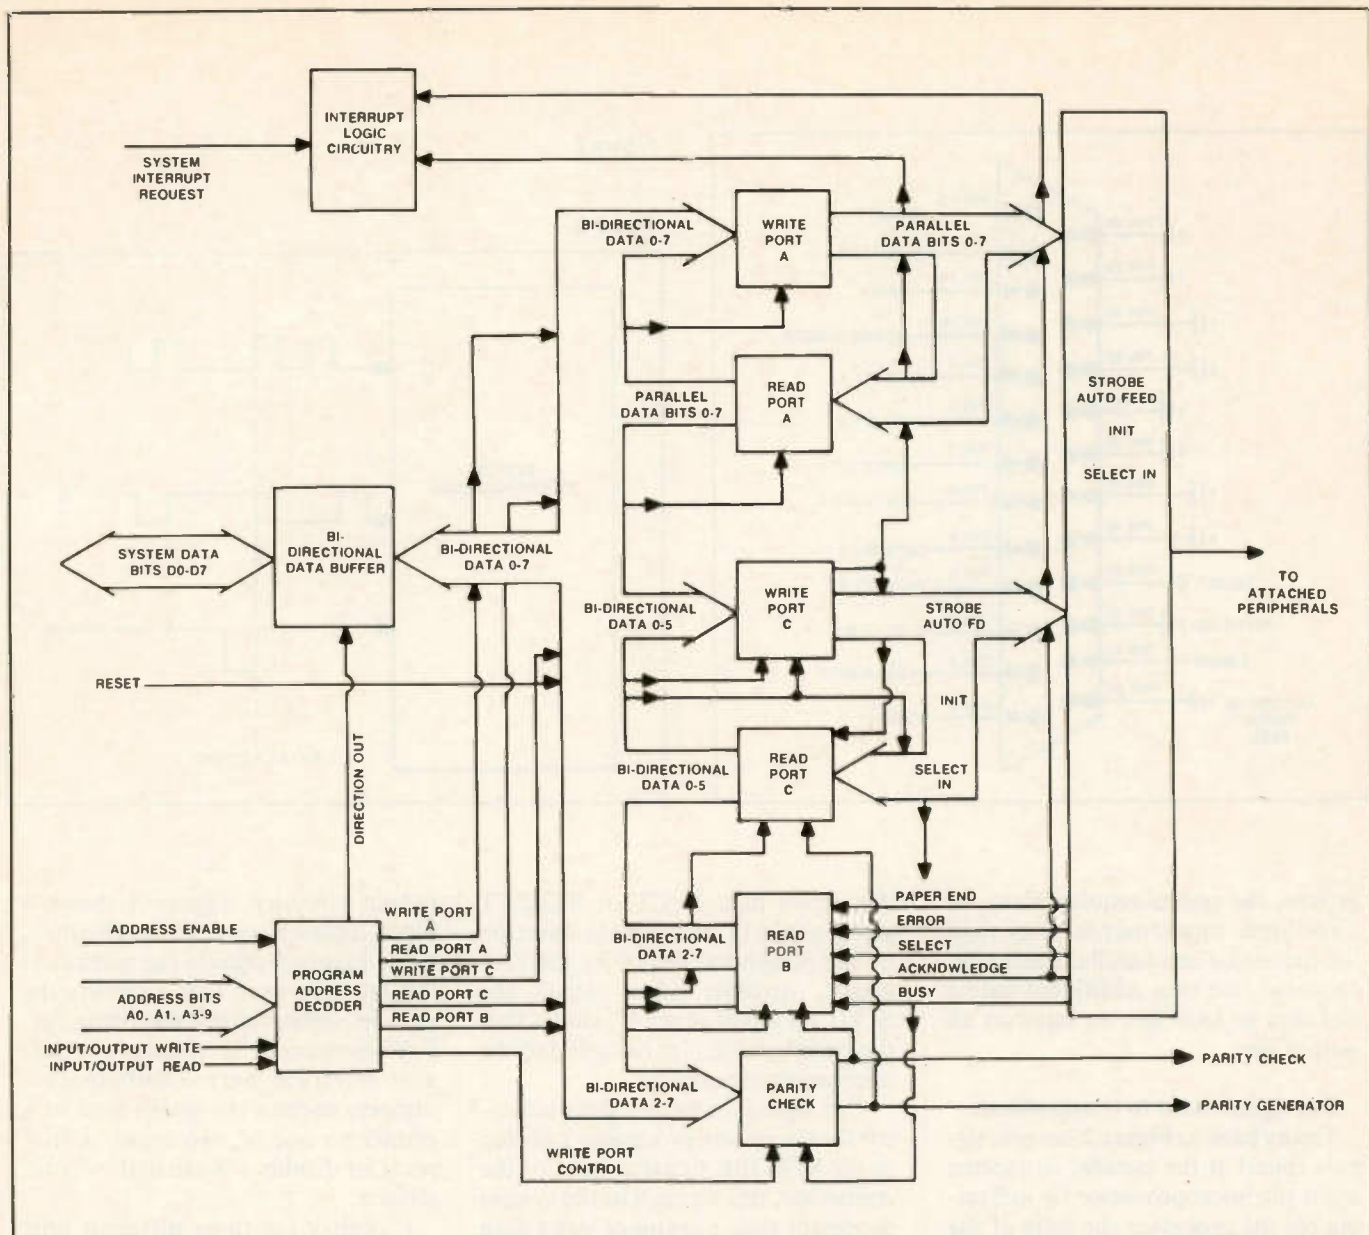 INTERRUPT
LOGIC
CIRCUITRY
SYSTEM
INTERRUPT
REQUEST
BI-DIRECTIONAL
DATA 0-7
WRITE
PORT
A
PARALLEL
DATA BITS 0-7
PARALLEL
DATA BITS 0-7
READ
PORT
A
STROBE
AUTO FEED
INIT
SELECT IN
SYSTEM DATA
BITS D0-D7
BI-
DIRECTIONAL
DATA BUFFER
BI-DIRECTIONAL
DATA 0-7
BI-DIRECTIONAL
DATA 0-5
WRITE
PORT
C
STROBE
AUTO FD
TO
ATTACHED
PERIPHERALS
RESET
INIT
DIRECTION OUT
BI-DIRECTIONAL
DATA 0-5
READ
PORT
C
SELECT
IN
ADDRESS ENABLE
ADDRESS BITS
A0, A1, A3-9
INPUT/OUTPUT WRITE
INPUT/OUTPUT READ
PROGRAM
ADDRESS
DECODER
WRITE PORT
A
READ PORT A
WRITE PORT C
READ PORT C
READ PORT B
WRITE PORT
CONTROL
BI-DIRECTIONAL
DATA 2-7
READ
PORT
B
PAPER END
ERROR
SELECT
ACKNOWLEDGE
BUSY
BI-DIRECTIONAL
DATA 2-7
PARITY
CHECK
PARITY CHECK
PARITY GENERATOR